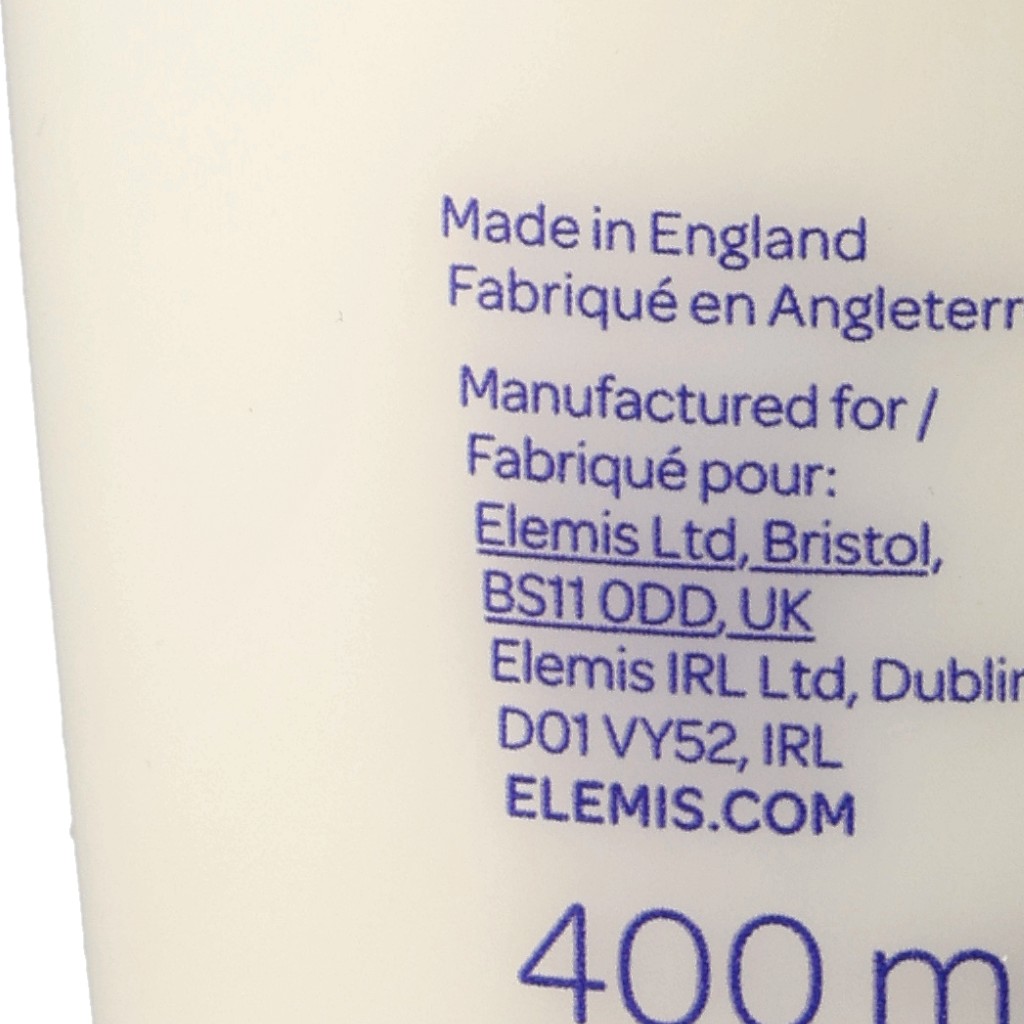 Made in England
Fabriqué en Angleterr
Manufactured for /
Fabriqué pour:
Elemis Ltd, Bristol,
BS11 0DD, UK
Elemis IRL Ltd, Dublin
D01 VY52, IRL
ELEMIS.COM
400 m